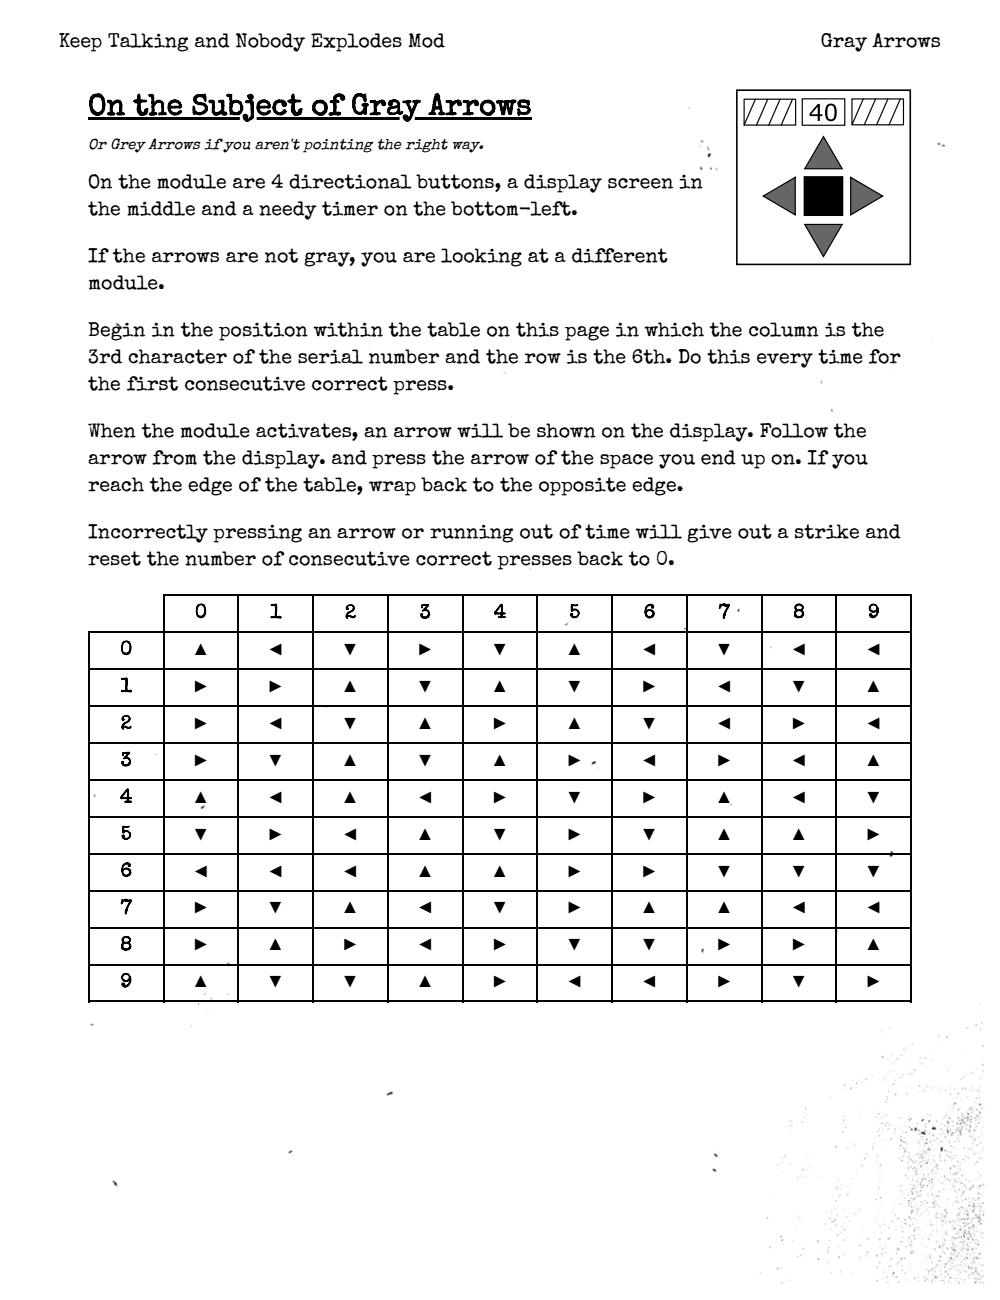 Keep Talking and Nobody Explodes Mod
Gray Arrows
On the Subject of Gray Arrows
Or Grey Arrows if you aren't pointing the right way.
40
On the module are 4 directional buttons, a display screen in
the middle and a needy timer on the bottom-left.
If the arrows are not gray, you are looking at a different
module.
Begin in the position within the table on this page in which the column is the
3rd character of the serial number and the row is the 6th. Do this every time for
the first consecutive correct press.
When the module activates, an arrow will be shown on the display. Follow the
arrow from the display. and press the arrow of the space you end up on. If you
reach the edge of the table, wrap back to the opposite edge.
Incorrectly pressing an arrow or running out of time will give out a strike and
reset the number of consecutive correct presses back to 0.
0 1 2 3 4 5 6 7 8 9
0 ▲ ◄ ▼ ► ▼ ▲ ◄ ▼ ◄ ◄
1 ► ► ▲ ▼ ▲ ▼ ► ◄ ▼ ▲
2 ► ◄ ▼ ▲ ► ▲ ▼ ◄ ► ◄
3 ► ▼ ▲ ▼ ▲ ► ◄ ► ◄ ▲
4 ▲ ◄ ▲ ◄ ► ▼ ► ▲ ◄ ▼
5 ▼ ► ◄ ▲ ▼ ► ▼ ▲ ▲ ►
6 ◄ ◄ ◄ ▲ ▲ ► ► ▼ ▼ ▼
7 ► ▼ ▲ ◄ ▼ ► ▲ ▲ ◄ ◄
8 ► ▲ ► ◄ ► ▼ ▼ ► ► ▲
9 ▲ ▼ ▼ ▲ ► ◄ ◄ ► ▼ ►